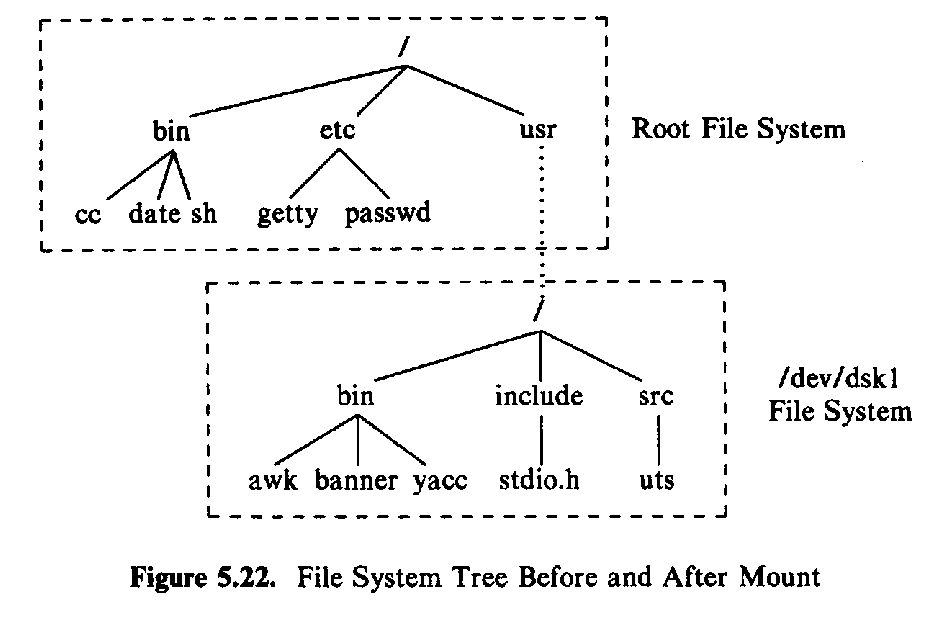 /
bin etc usr Root File System
cc date sh getty passwd
/
/dev/dsk1
bin include src
File System
awk banner yacc stdio.h uts
Figure 5.22. File System Tree Before and After Mount